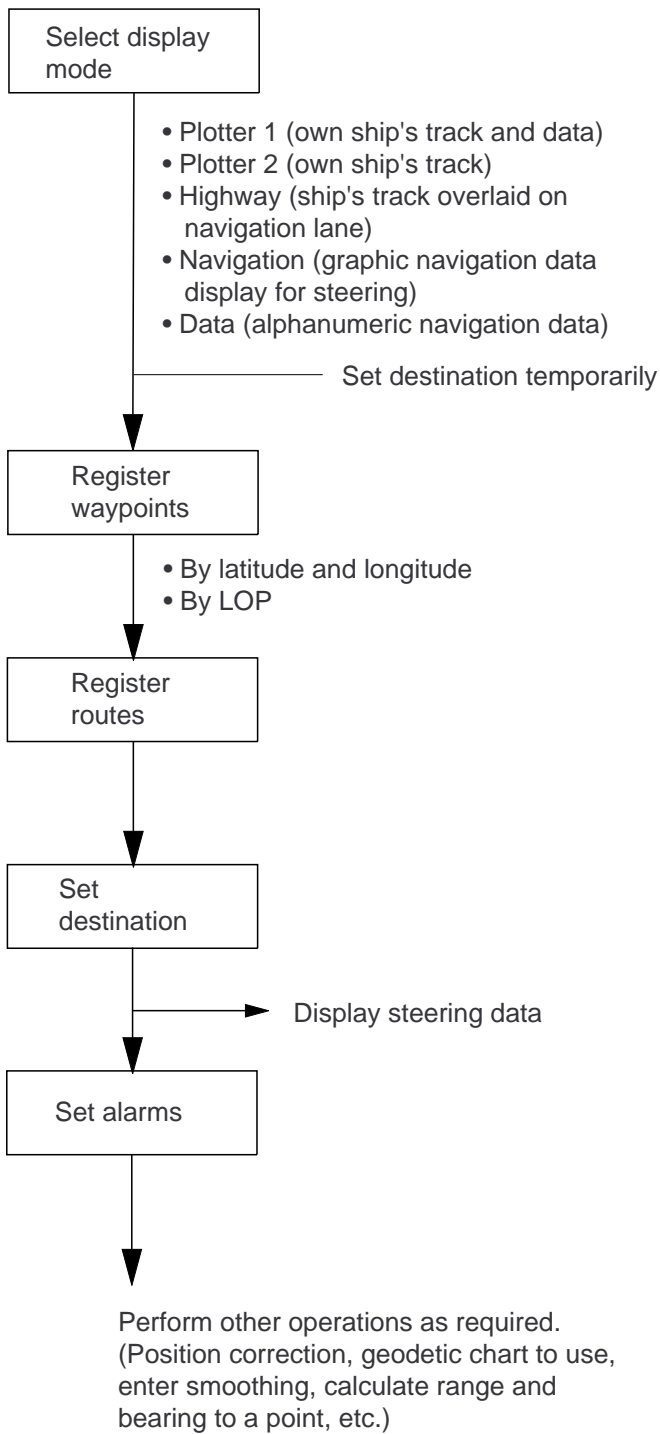 Select display
mode
• Plotter 1 (own ship's track and data)
• Plotter 2 (own ship's track)
• Highway (ship's track overlaid on
navigation lane)
• Navigation (graphic navigation data
display for steering)
• Data (alphanumeric navigation data)
Set destination temporarily
Register
waypoints
• By latitude and longitude
• By LOP
Register
routes
Set
destination
Display steering data
Set alarms
Perform other operations as required.
(Position correction, geodetic chart to use,
enter smoothing, calculate range and
bearing to a point, etc.)